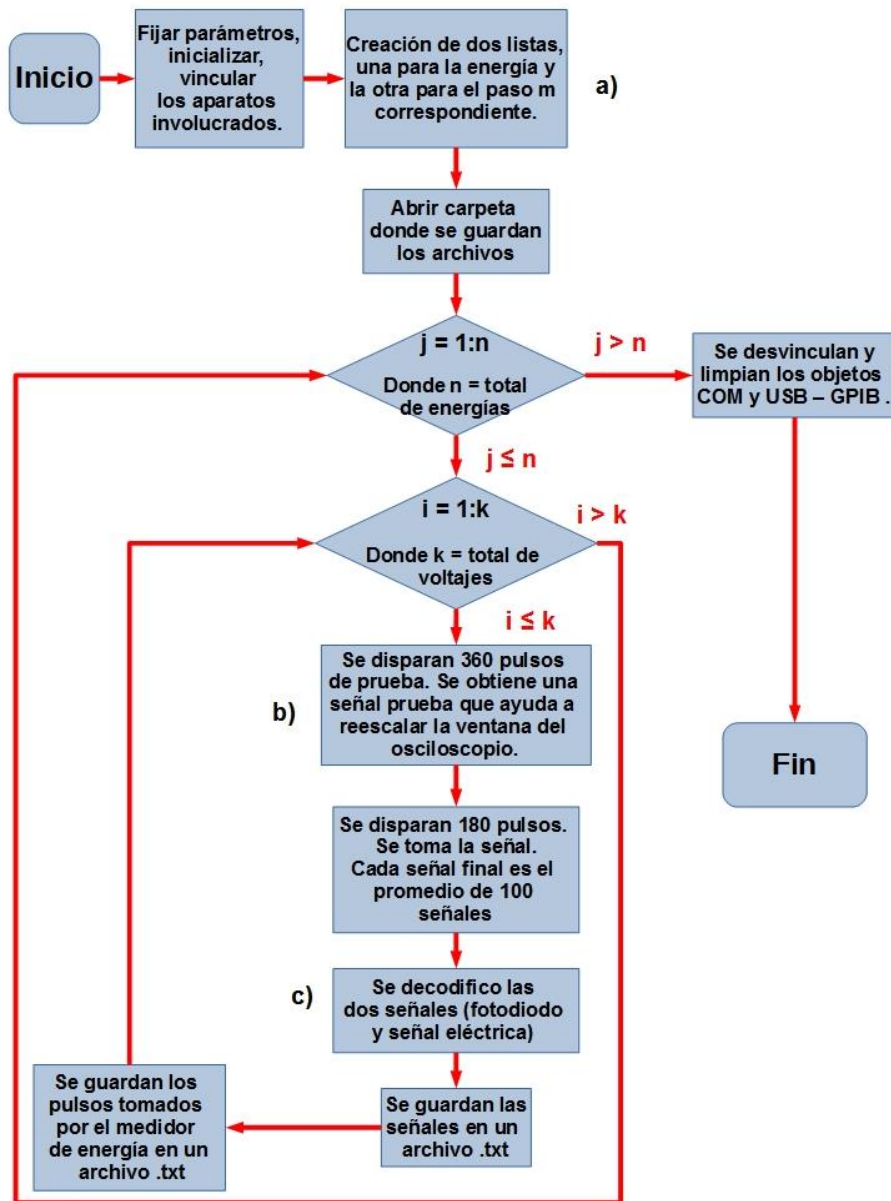 Inicio
Fijar parámetros,
inicializar,
vincular
los aparatos
involucrados.
Creación de dos listas,
una para la energía y
la otra para el paso m
correspondiente.
a)
Abrir carpeta
donde se guardan
los archivos
j = 1:n
Donde n = total
de energías
j > n
Se desvinculan y
limpian los objetos
COM y USB – GPIB .
j ≤ n
i = 1:k
Donde k = total de
voltajes
i > k
i ≤ k
b)
Se disparan 360 pulsos
de prueba. Se obtiene una
señal prueba que ayuda a
reescalar la ventana del
osciloscopio.
Fin
Se disparan 180 pulsos.
Se toma la señal.
Cada señal final es el
promedio de 100
señales
c)
Se decodifico las
dos señales (fotodiodo
y señal eléctrica)
Se guardan las
señales en un
archivo .txt
Se guardan los
pulsos tomados
por el medidor
de energía en un
archivo .txt